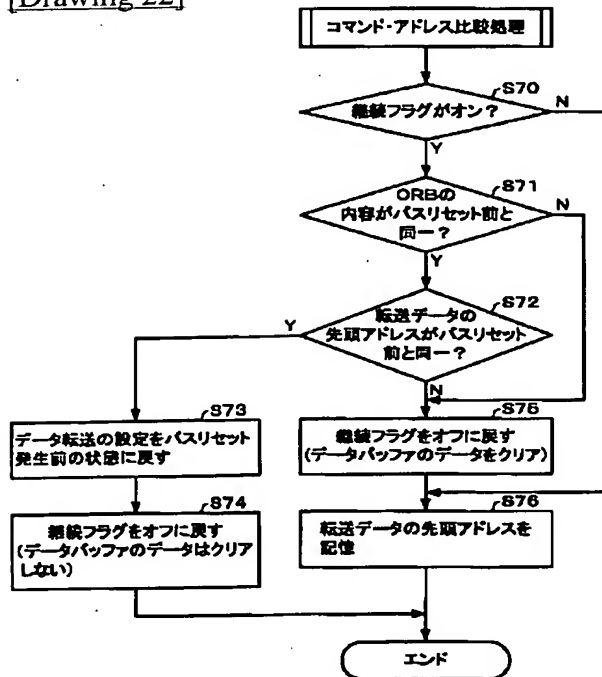 [Drawing 22]
コマンド・アドレス比較処理
S70
継続フラグがオン?
N
Y
S71
ORBの
内容がバスリセット前と
同一?
N
Y
S72
転送データの
先頭アドレスがバスリセット
前と同一?
Y
N
S73
データ転送の設定をバスリセット
発生前の状態に戻す
S75
継続フラグをオフに戻す
(データバッファのデータをクリア)
S74
継続フラグをオフに戻す
(データバッファのデータはクリア
しない)
S76
転送データの先頭アドレスを
記憶
エンド